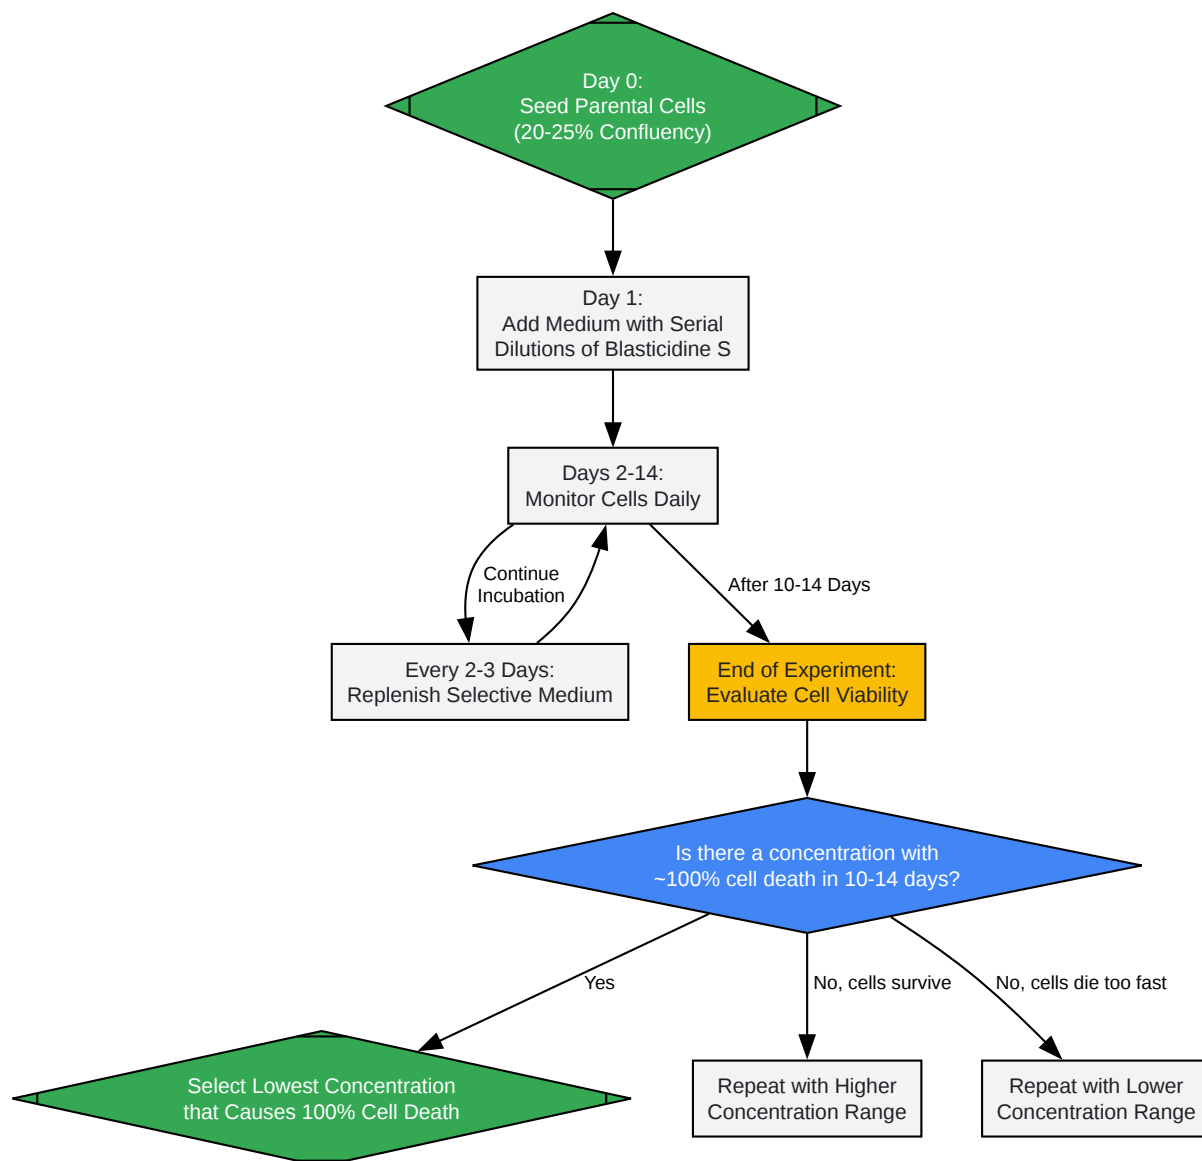 Day 0:
Seed Parental Cells
(20-25% Confluency)
Day 1:
Add Medium with Serial
Dilutions of Blasticidine S
Days 2-14:
Monitor Cells Daily
Continue
Incubation
After 10-14 Days
Every 2-3 Days:
Replenish Selective Medium
End of Experiment:
Evaluate Cell Viability
Is there a concentration with
~100% cell death in 10-14 days?
Yes
No, cells survive
No, cells die too fast
Select Lowest Concentration
that Causes 100% Cell Death
Repeat with Higher
Concentration Range
Repeat with Lower
Concentration Range